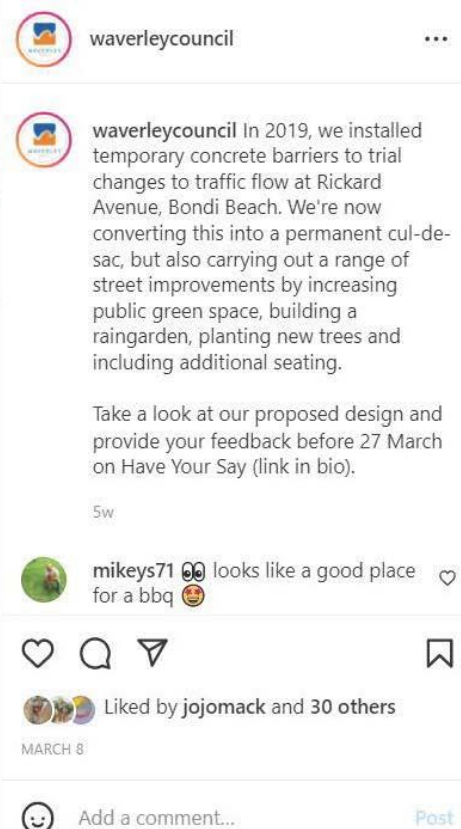 waverleycouncil
waverleycouncil In 2019, we installed
temporary concrete barriers to trial
changes to traffic flow at Rickard
Avenue, Bondi Beach. We're now
converting this into a permanent cul-de-
sac, but also carrying out a range of
street improvements by increasing
public green space, building a
raingarden, planting new trees and
including additional seating.
Take a look at our proposed design and
provide your feedback before 27 March
on Have Your Say (link in bio).
5w
mikeys71 👀 looks like a good place
for a bbq 🤩
Liked by jojomack and 30 others
MARCH 8
Add a comment...
Post